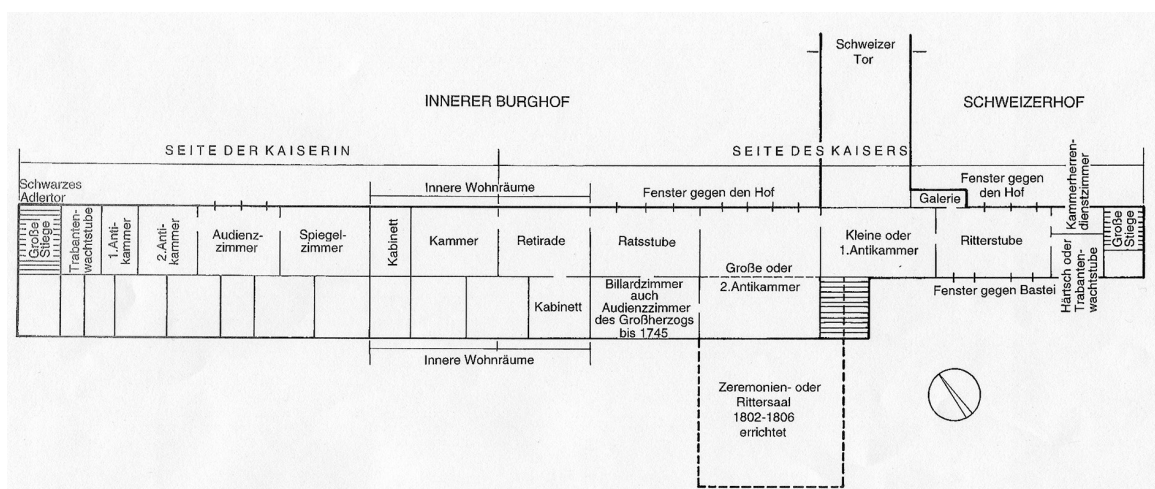 Schweizer
Tor
INNERER BURGHOF
SCHWEIZERHOF
SEITE DER KAISERIN
SEITE DES KAISERS
Schwarzes
Adlertor
Innere Wohnräume
Fenster gegen den Hof
Galerie
Fenster gegen
den Hof
Kammerherren-
dienstzimmer
Große
Stiege
Trabanten-
wachtstube
1.Anti-
kammer
2.Anti-
kammer
Audienz-
zimmer
Spiegel-
zimmer
Kabinett
Kammer
Retirade
Ratsstube
Große oder
2.Antikammer
Kleine oder
1.Antikammer
Ritterstube
Große
Stiege
Härtsch oder
Trabanten-
wachtstube
Kabinett
Billardzimmer
auch
Audienzzimmer
des Großherzogs
bis 1745
Fenster gegen Bastei
Innere Wohnräume
Zeremonien- oder
Rittersaal
1802-1806
errichtet